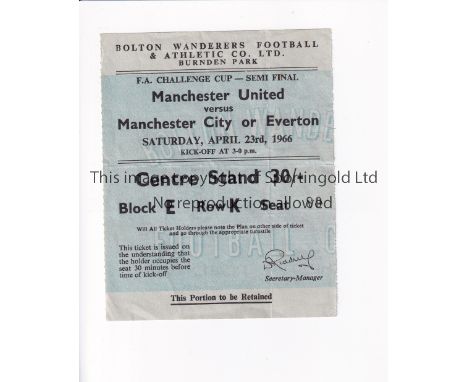 BOLTON WANDERERS FOOTBALL
& ATHLETIC CO. LTD.
BURNDEN PARK
F.A. CHALLENGE CUP — SEMI FINAL
Manchester United
versus
Manchester City or Everton
SATURDAY, APRIL 23rd, 1966
KICK-OFF AT 3-0 p.m.
Centre Stand 30/-
This image copyright of Sportingold Ltd
Block E Row K Seat
No reproduction allowed
Will All Ticket Holders please note the Plan on other side of ticket
and go through the appropriate turnstile
This ticket is issued on
the understanding that
the holder occupies the
seat 30 minutes before
time of kick-off
Secretary-Manager
This Portion to be Retained